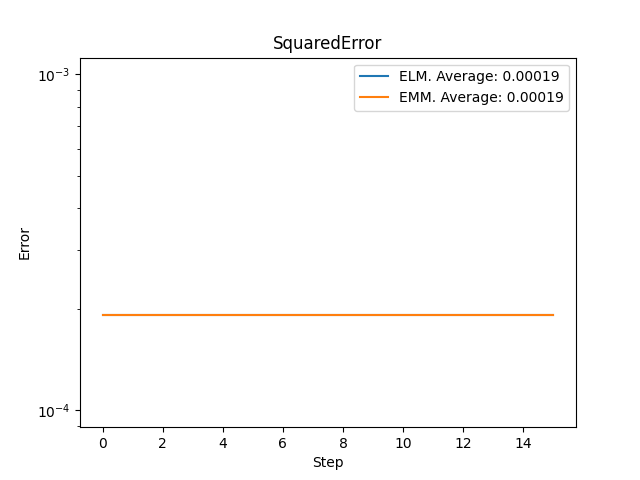 SquaredError
10⁻³
10⁻⁴
Error
ELM. Average: 0.00019
EMM. Average: 0.00019
0 2 4 6 8 10 12 14
Step